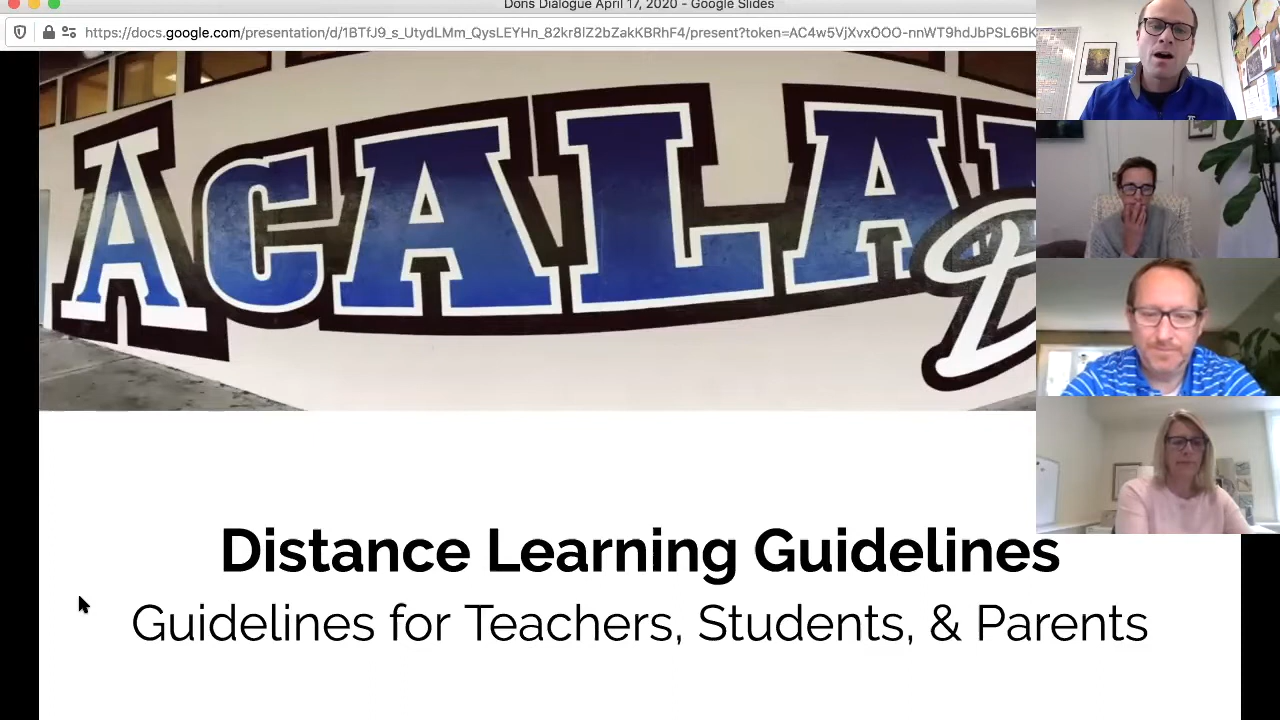 Dons Dialogue April 17, 2020 - Google Slides
https://docs.google.com/presentation/d/1BTfJ9_s_UtydLMm_QysLEYHn_82kr8lZ2bZakKBRhF4/present?token=AC4w5VjXvxOOO-nnWT9hdJbPSL6BK
ACALA
D
Distance Learning Guidelines
Guidelines for Teachers, Students, & Parents